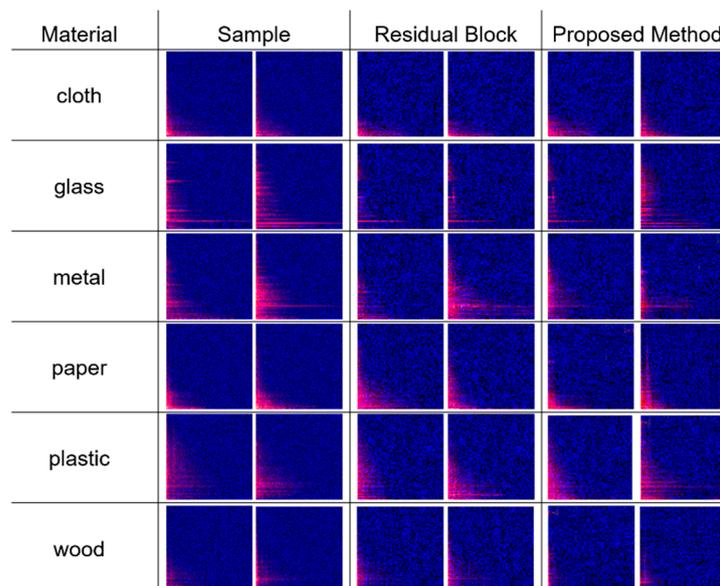 Material Sample Residual Block Proposed Method
cloth
glass
metal
paper
plastic
wood